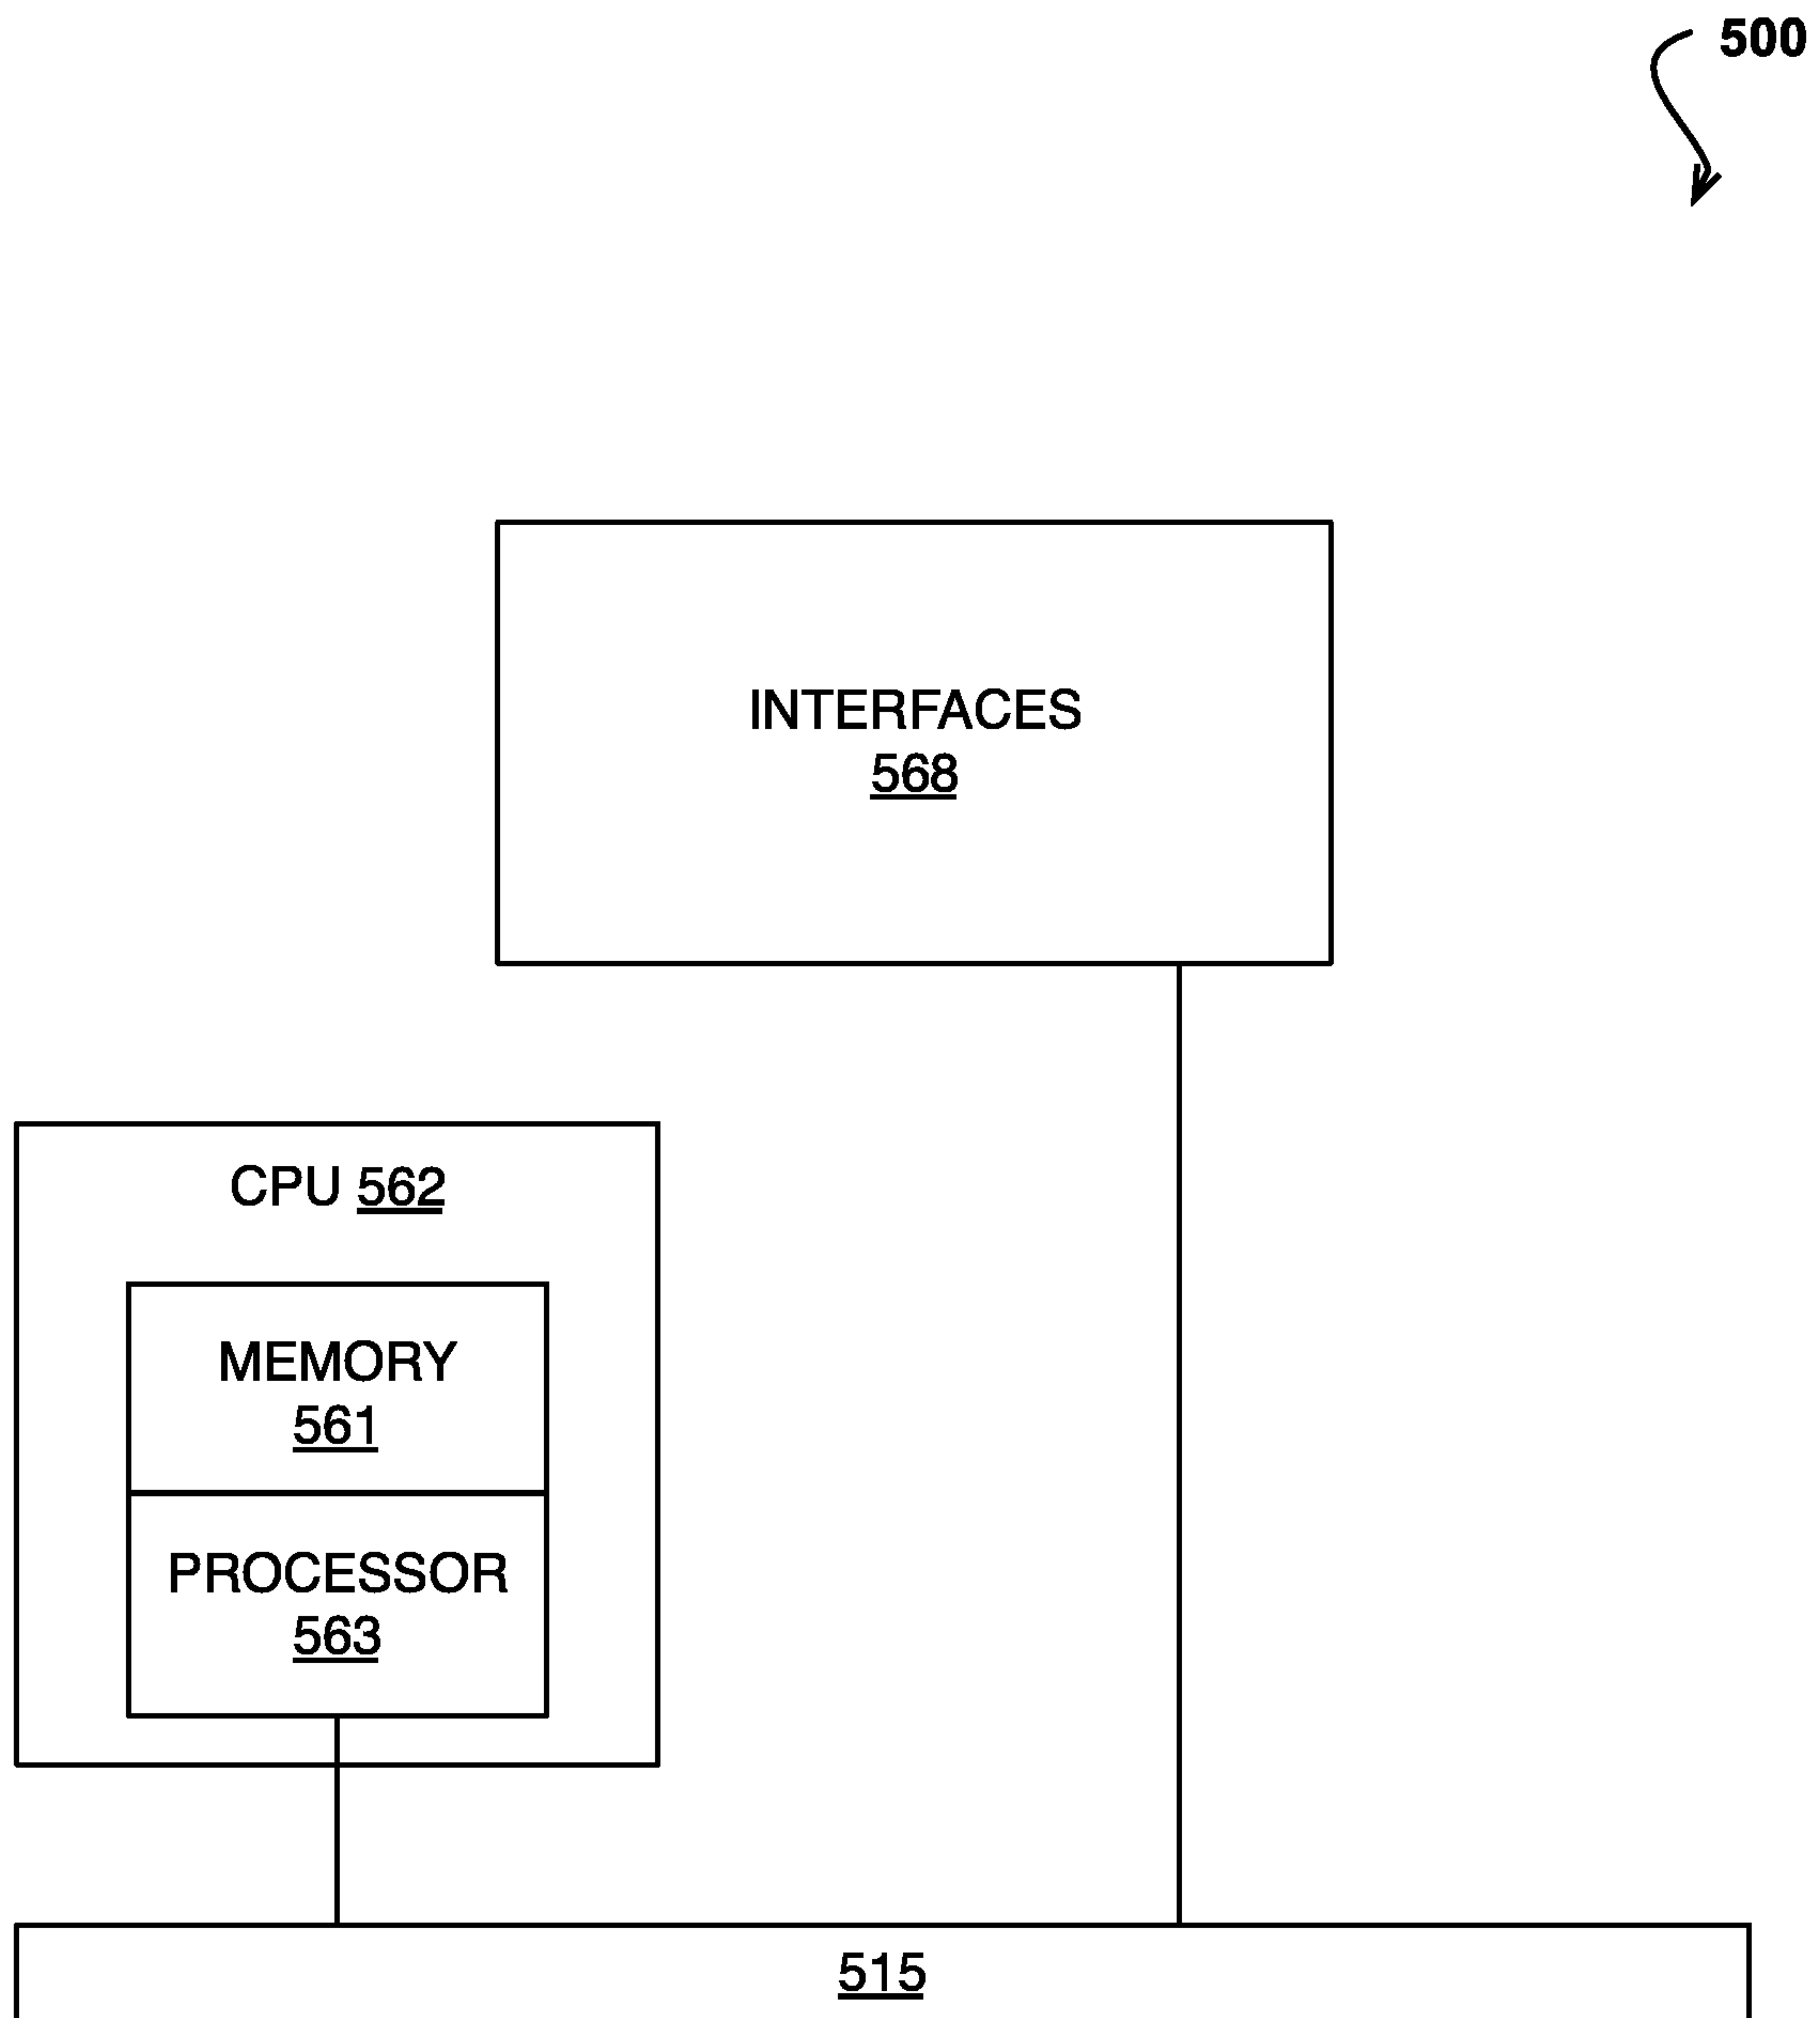 500
INTERFACES
568
CPU 562
MEMORY
561
PROCESSOR
563
515